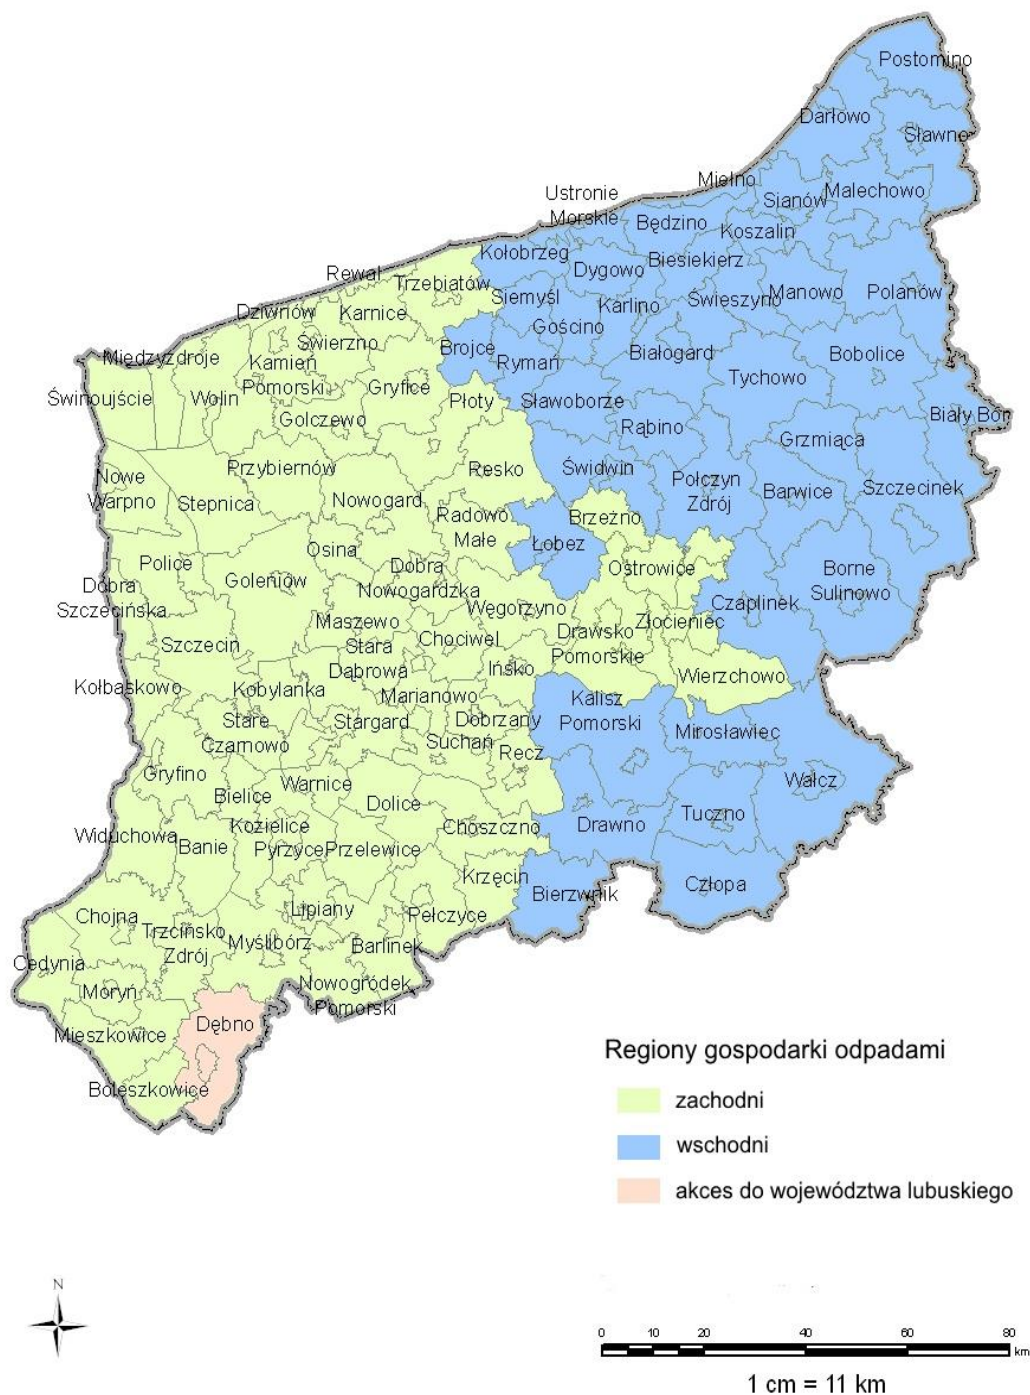 Postomino
Darłowo
Sławno
Mielno
Ustronie
Morskie
Sianów
Malechowo
Będzino
Koszalin
Kołobrzeg
Dygowo
Biesiekierz
Rewal
Trzebiatów
Siemyśl
Karlino
Świeszyno
Manowo
Polanów
Dziwnów
Karnice
Gościno
Świerzno
Brojce
Rymań
Białogard
Bobolice
Międzyzdroje
Kamień
Pomorski
Gryfice
Tychowo
Świnoujście
Wolin
Płoty
Sławoborze
Golczewo
Rąbino
Grzmiąca
Biały Bór
Przybiernów
Resko
Świdwin
Połczyn
Zdrój
Barwice
Szczecinek
Nowe
Warpno
Stepnica
Nowogard
Radowo
Małe
Brzeżno
Łobez
Osina
Police
Goleniów
Dobra
Nowogardzka
Ostrowice
Borne
Sulinowo
Dobra
Szczecińska
Węgorzyno
Czaplinek
Maszewo
Złocieniec
Szczecin
Stara
Dąbrowa
Chociwel
Drawsko
Pomorskie
Ińsko
Wierzchowo
Kołbaskowo
Kobylanka
Marianowo
Kalisz
Pomorski
Stare
Czarnowo
Stargard
Dobrzany
Suchań
Recz
Mirosławiec
Gryfino
Bielice
Warnice
Wałcz
Dolice
Widuchowa
Banie
Kozielice
Pyrzyce
Przelewice
Choszczno
Drawno
Tuczno
Krzęcin
Bierzwnik
Człopa
Chojna
Trzcińsko
Zdrój
Lipiany
Pełczyce
Myślibórz
Barlinek
Cedynia
Moryń
Nowogródek
Pomorski
Mieszkowice
Dębno
Boleszkowice
Regiony gospodarki odpadami
zachodni
wschodni
akces do województwa lubuskiego
N
0 10 20 40 60 80
km
1 cm = 11 km